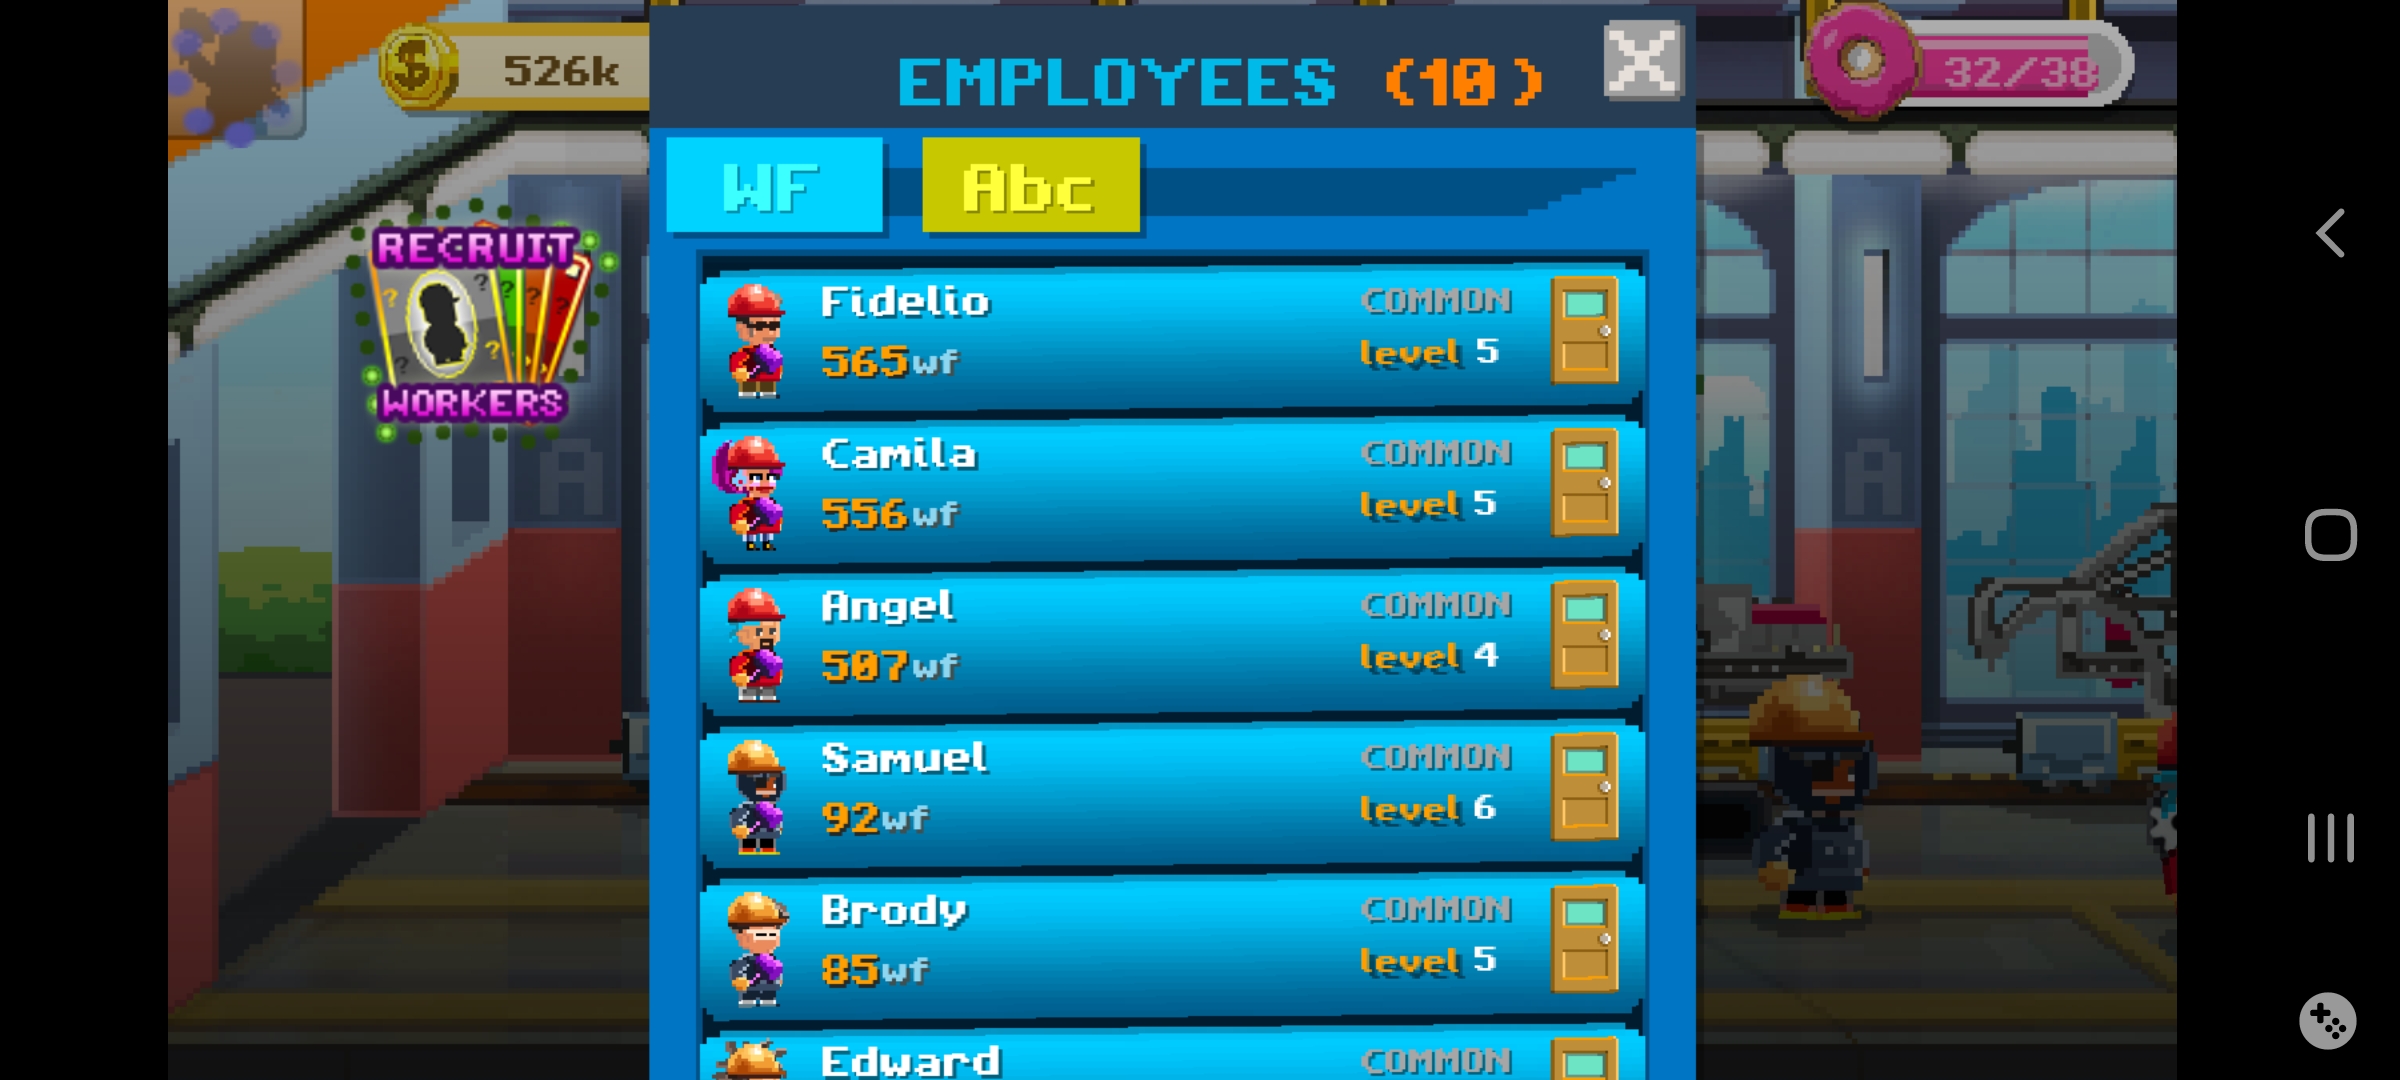 526k
EMPLOYEES (10)
32/38
WF
Abc
RECRUIT
WORKERS
Fidelio
COMMON
565wf
level 5
Camila
COMMON
556wf
level 5
Angel
COMMON
507wf
level 4
Samuel
COMMON
92wf
level 6
Brody
COMMON
85wf
level 5
Edward
COMMON
A
A